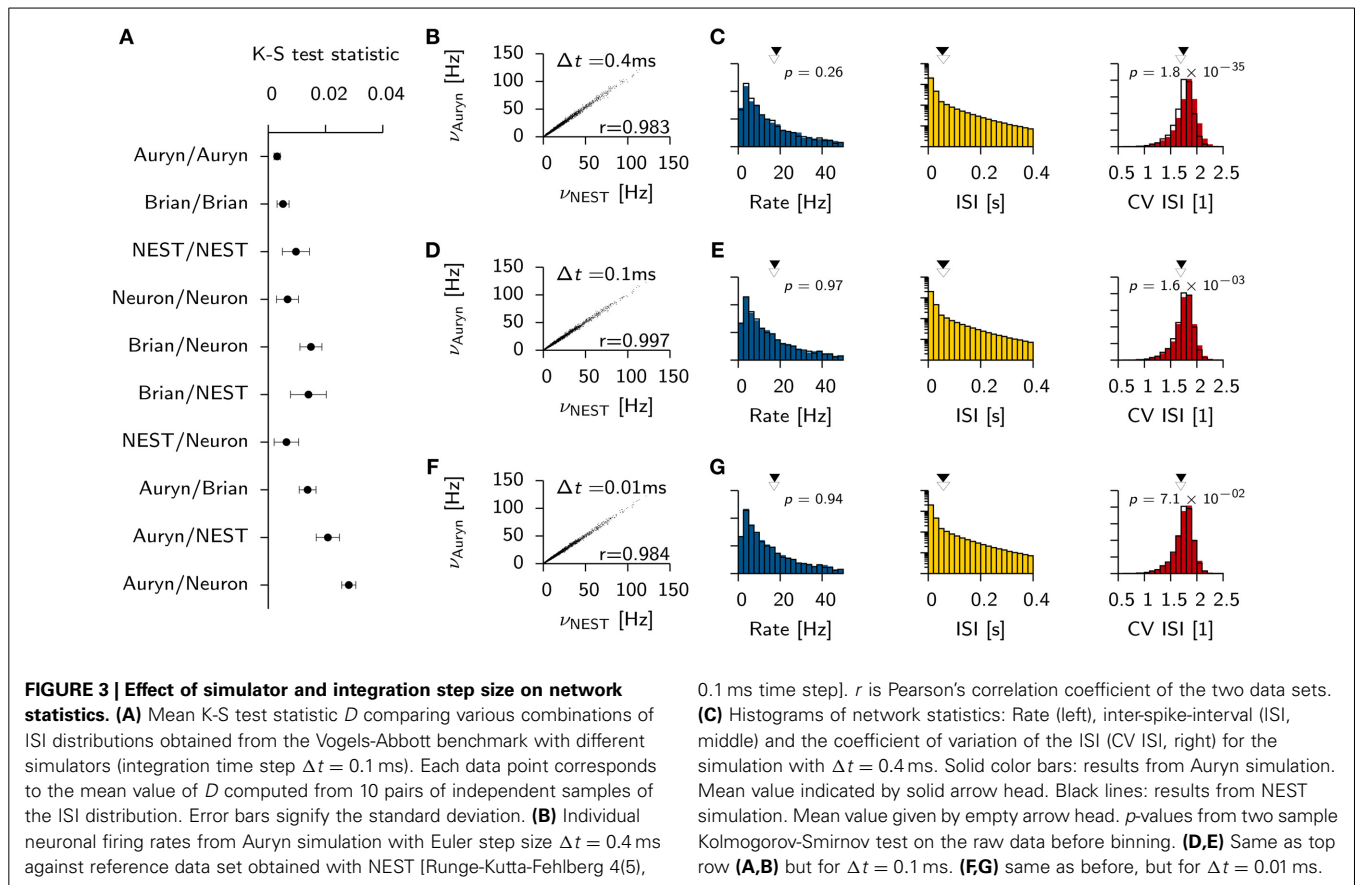 A
K-S test statistic
0 0.02 0.04
Auryn/Auryn
Brian/Brian
NEST/NEST
Neuron/Neuron
Brian/Neuron
Brian/NEST
NEST/Neuron
Auryn/Brian
Auryn/NEST
Auryn/Neuron
B
νAuryn [Hz]
150
100
50
0
Δt =0.4ms
r=0.983
0 50 100 150
νNEST [Hz]
C
p = 0.26
0 20 40
Rate [Hz]
0 0.2 0.4
ISI [s]
p = 1.8 × 10−35
0.5 1 1.5 2 2.5
CV ISI [1]
D
νAuryn [Hz]
150
100
50
0
Δt =0.1ms
r=0.997
0 50 100 150
νNEST [Hz]
E
p = 0.97
0 20 40
Rate [Hz]
0 0.2 0.4
ISI [s]
p = 1.6 × 10−03
0.5 1 1.5 2 2.5
CV ISI [1]
F
νAuryn [Hz]
150
100
50
0
Δt =0.01ms
r=0.984
0 50 100 150
νNEST [Hz]
G
p = 0.94
0 20 40
Rate [Hz]
0 0.2 0.4
ISI [s]
p = 7.1 × 10−02
0.5 1 1.5 2 2.5
CV ISI [1]
FIGURE 3 | Effect of simulator and integration step size on network
statistics. (A) Mean K-S test statistic D comparing various combinations of
ISI distributions obtained from the Vogels-Abbott benchmark with different
simulators (integration time step Δt = 0.1 ms). Each data point corresponds
to the mean value of D computed from 10 pairs of independent samples of
the ISI distribution. Error bars signify the standard deviation. (B) Individual
neuronal firing rates from Auryn simulation with Euler step size Δt = 0.4 ms
against reference data set obtained with NEST [Runge-Kutta-Fehlberg 4(5),
0.1 ms time step]. r is Pearson's correlation coefficient of the two data sets.
(C) Histograms of network statistics: Rate (left), inter-spike-interval (ISI,
middle) and the coefficient of variation of the ISI (CV ISI, right) for the
simulation with Δt = 0.4 ms. Solid color bars: results from Auryn simulation.
Mean value indicated by solid arrow head. Black lines: results from NEST
simulation. Mean value given by empty arrow head. p-values from two sample
Kolmogorov-Smirnov test on the raw data before binning. (D,E) Same as top
row (A,B) but for Δt = 0.1 ms. (F,G) same as before, but for Δt = 0.01 ms.